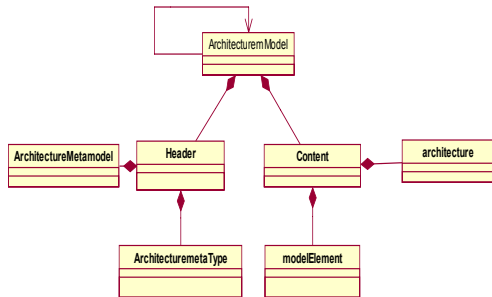 ArchitecturemModel
ArchitectureMetamodel
Header
Content
architecture
ArchitecturemetaType
modelElement